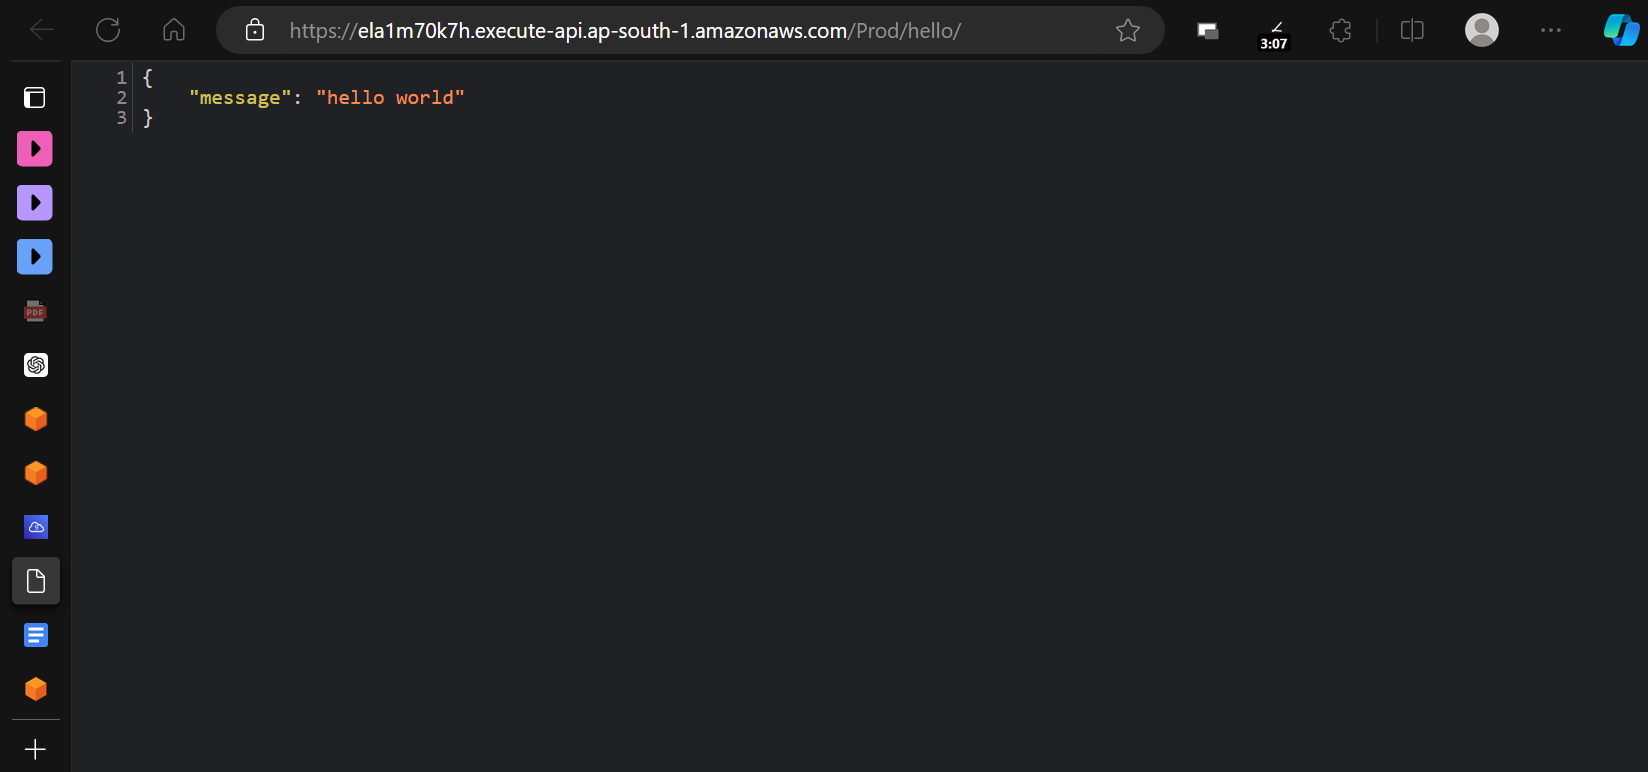 https://ela1m70k7h.execute-api.ap-south-1.amazonaws.com/Prod/hello/
3:07
1 {
2 "message": "hello world"
3 }
PDF